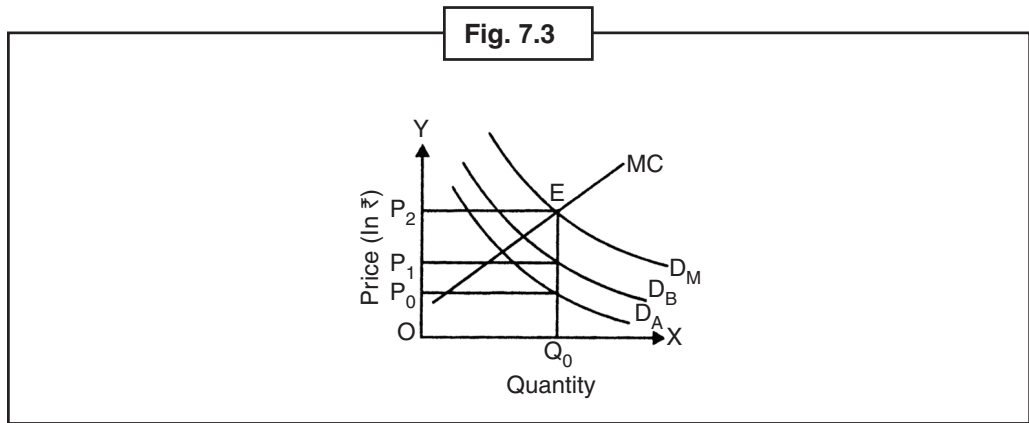 Fig. 7.3
Y
MC
E
P2
Price (In ₹)
P1
DM
P0
DB
DA
O
X
Q0
Quantity